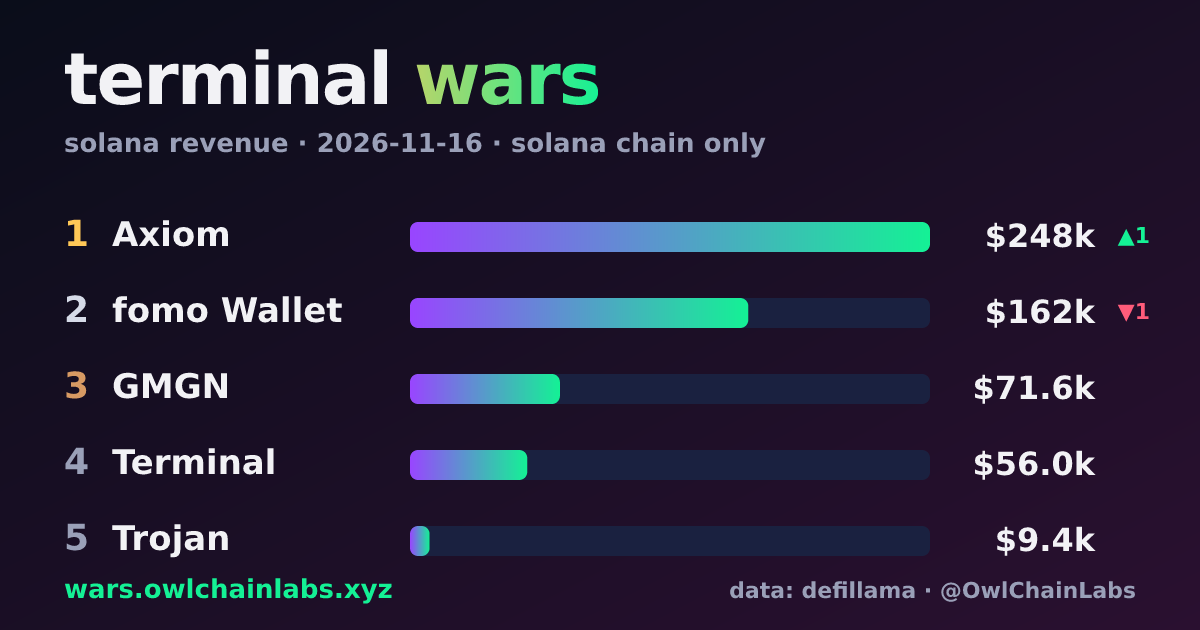 terminal wars
solana revenue · 2026-11-16 · solana chain only
1 Axiom $248k ▲1
2 fomo Wallet $162k ▼1
3 GMGN $71.6k
4 Terminal $56.0k
5 Trojan $9.4k
wars.owlchainlabs.xyz data: defillama · @OwlChainLabs